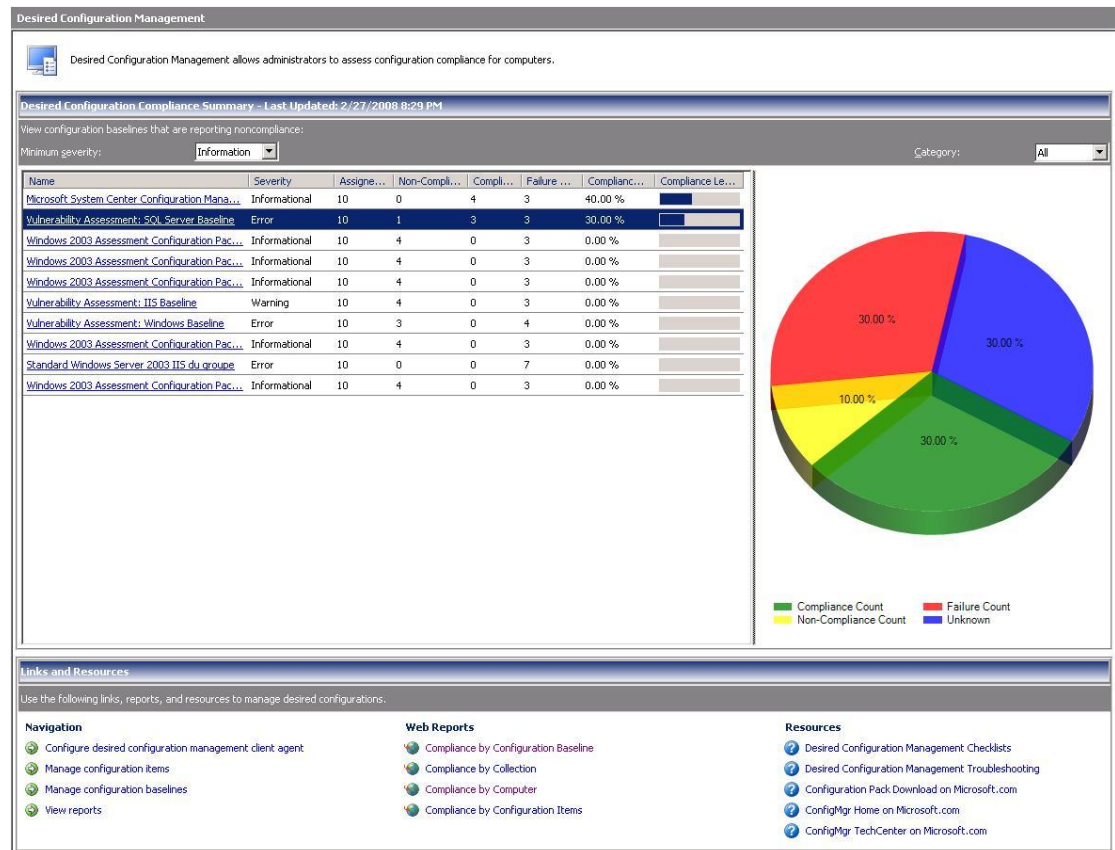 Desired Configuration Management
Desired Configuration Management allows administrators to assess configuration compliance for computers.
Desired Configuration Compliance Summary - Last Updated: 2/27/2008 8:29 PM
View configuration baselines that are reporting noncompliance:
Minimum severity: Information Category: All
Name Severity Assigne... Non-Compli... Compli... Failure ... Complianc... Compliance Le...
Microsoft System Center Configuration Mana... Informational 10 0 4 3 40.00 %
Vulnerability Assessment: SQL Server Baseline Error 10 1 3 3 30.00 %
Windows 2003 Assessment Configuration Pac... Informational 10 4 0 3 0.00 %
Windows 2003 Assessment Configuration Pac... Informational 10 4 0 3 0.00 %
Windows 2003 Assessment Configuration Pac... Informational 10 4 0 3 0.00 %
Vulnerability Assessment: IIS Baseline Warning 10 4 0 3 0.00 %
Vulnerability Assessment: Windows Baseline Error 10 3 0 4 0.00 %
Windows 2003 Assessment Configuration Pac... Informational 10 4 0 3 0.00 %
Standard Windows Server 2003 IIS du groupe Error 10 0 0 7 0.00 %
Windows 2003 Assessment Configuration Pac... Informational 10 4 0 3 0.00 %
30.00 %
30.00 %
10.00 %
30.00 %
Compliance Count Failure Count
Non-Compliance Count Unknown
Links and Resources
Use the following links, reports, and resources to manage desired configurations.
Navigation
Configure desired configuration management client agent
Manage configuration items
Manage configuration baselines
View reports
Web Reports
Compliance by Configuration Baseline
Compliance by Collection
Compliance by Computer
Compliance by Configuration Items
Resources
Desired Configuration Management Checklists
Desired Configuration Management Troubleshooting
Configuration Pack Download on Microsoft.com
ConfigMgr Home on Microsoft.com
ConfigMgr TechCenter on Microsoft.com